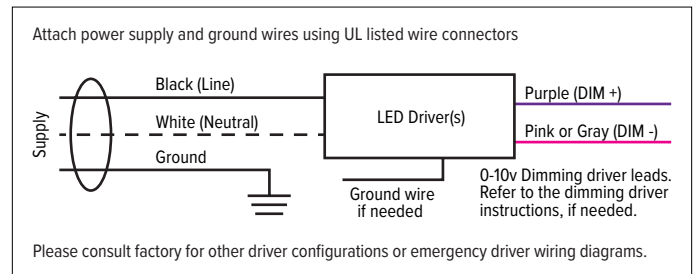 Attach power supply and ground wires using UL listed wire connectors
Supply
Black (Line)
White (Neutral)
Ground
LED Driver(s)
Ground wire
if needed
Purple (DIM +)
Pink or Gray (DIM -)
0-10v Dimming driver leads.
Refer to the dimming driver
instructions, if needed.
Please consult factory for other driver configurations or emergency driver wiring diagrams.